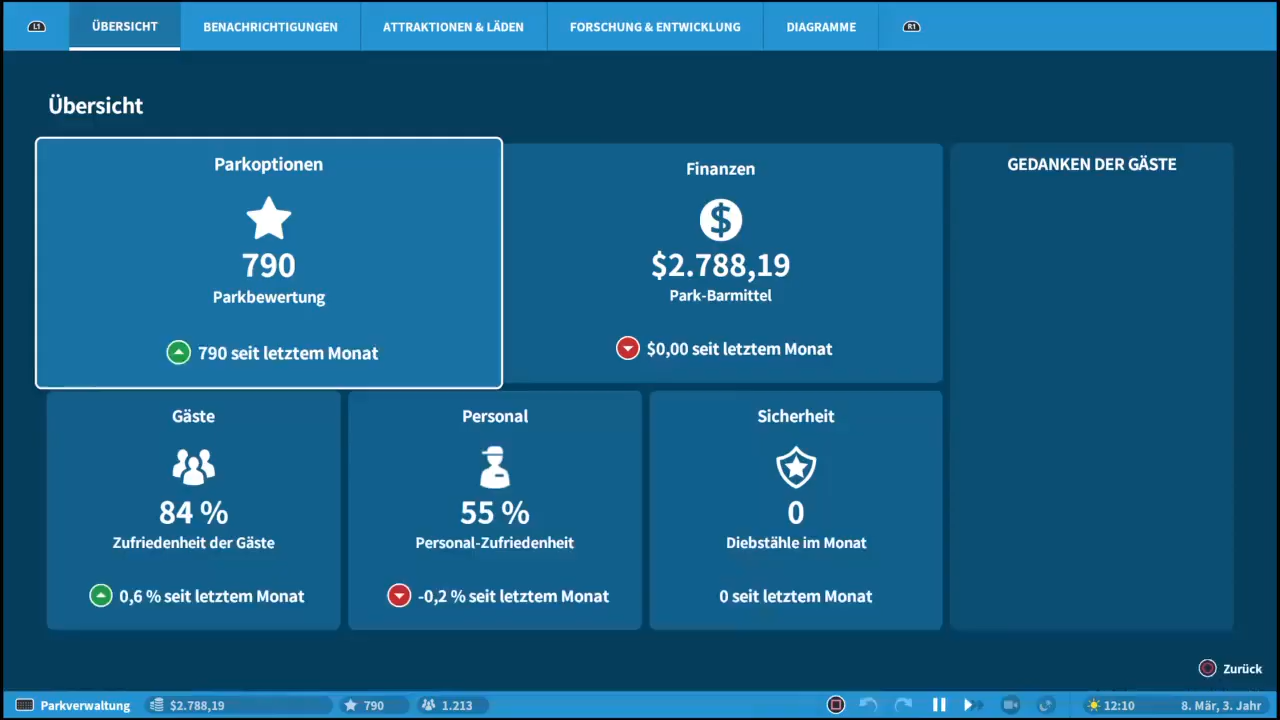 L1 ÜBERSICHT BENACHRICHTIGUNGEN ATTRAKTIONEN & LÄDEN FORSCHUNG & ENTWICKLUNG DIAGRAMME R1
Übersicht
Parkoptionen
790
Parkbewertung
790 seit letztem Monat
Finanzen
$
$2.788,19
Park-Barmittel
$0,00 seit letztem Monat
GEDANKEN DER GÄSTE
Gäste
84 %
Zufriedenheit der Gäste
0,6 % seit letztem Monat
Personal
55 %
Personal-Zufriedenheit
-0,2 % seit letztem Monat
Sicherheit
0
Diebstähle im Monat
0 seit letztem Monat
Zurück
Parkverwaltung $2.788,19 790 1.213 12:10 8. Mär, 3. Jahr